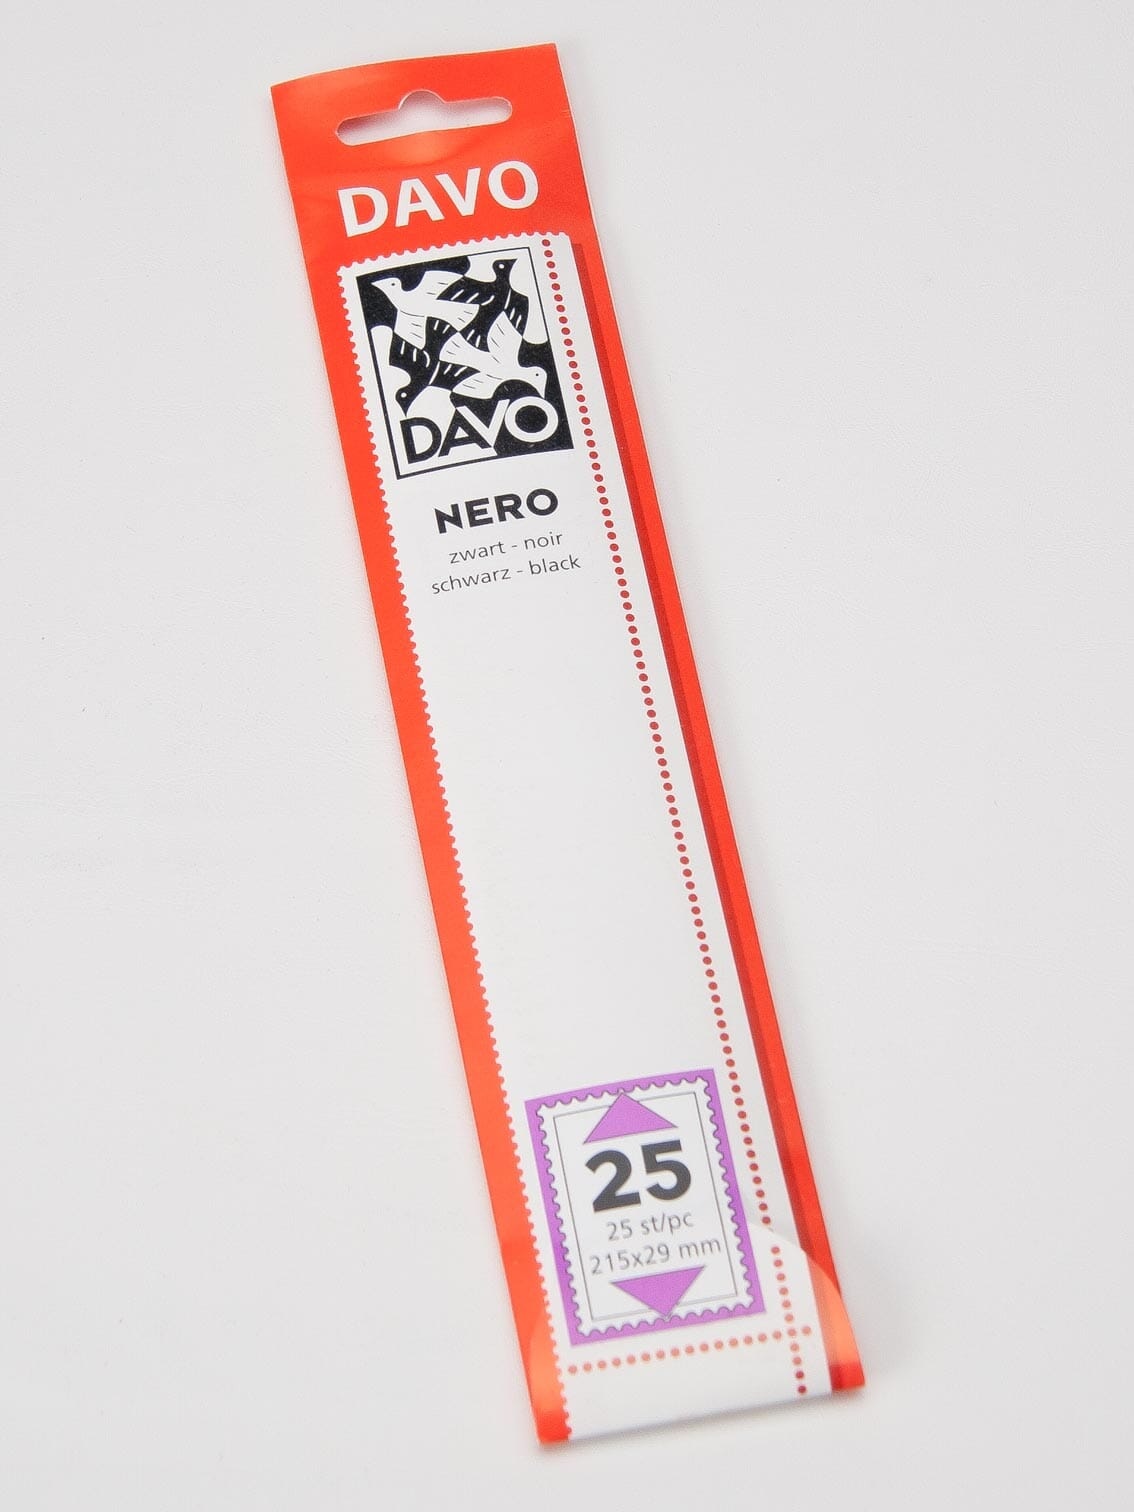 DAVO
DAVO
NERO
zwart - noir
schwarz - black
25
25 st/pc
215x29 mm